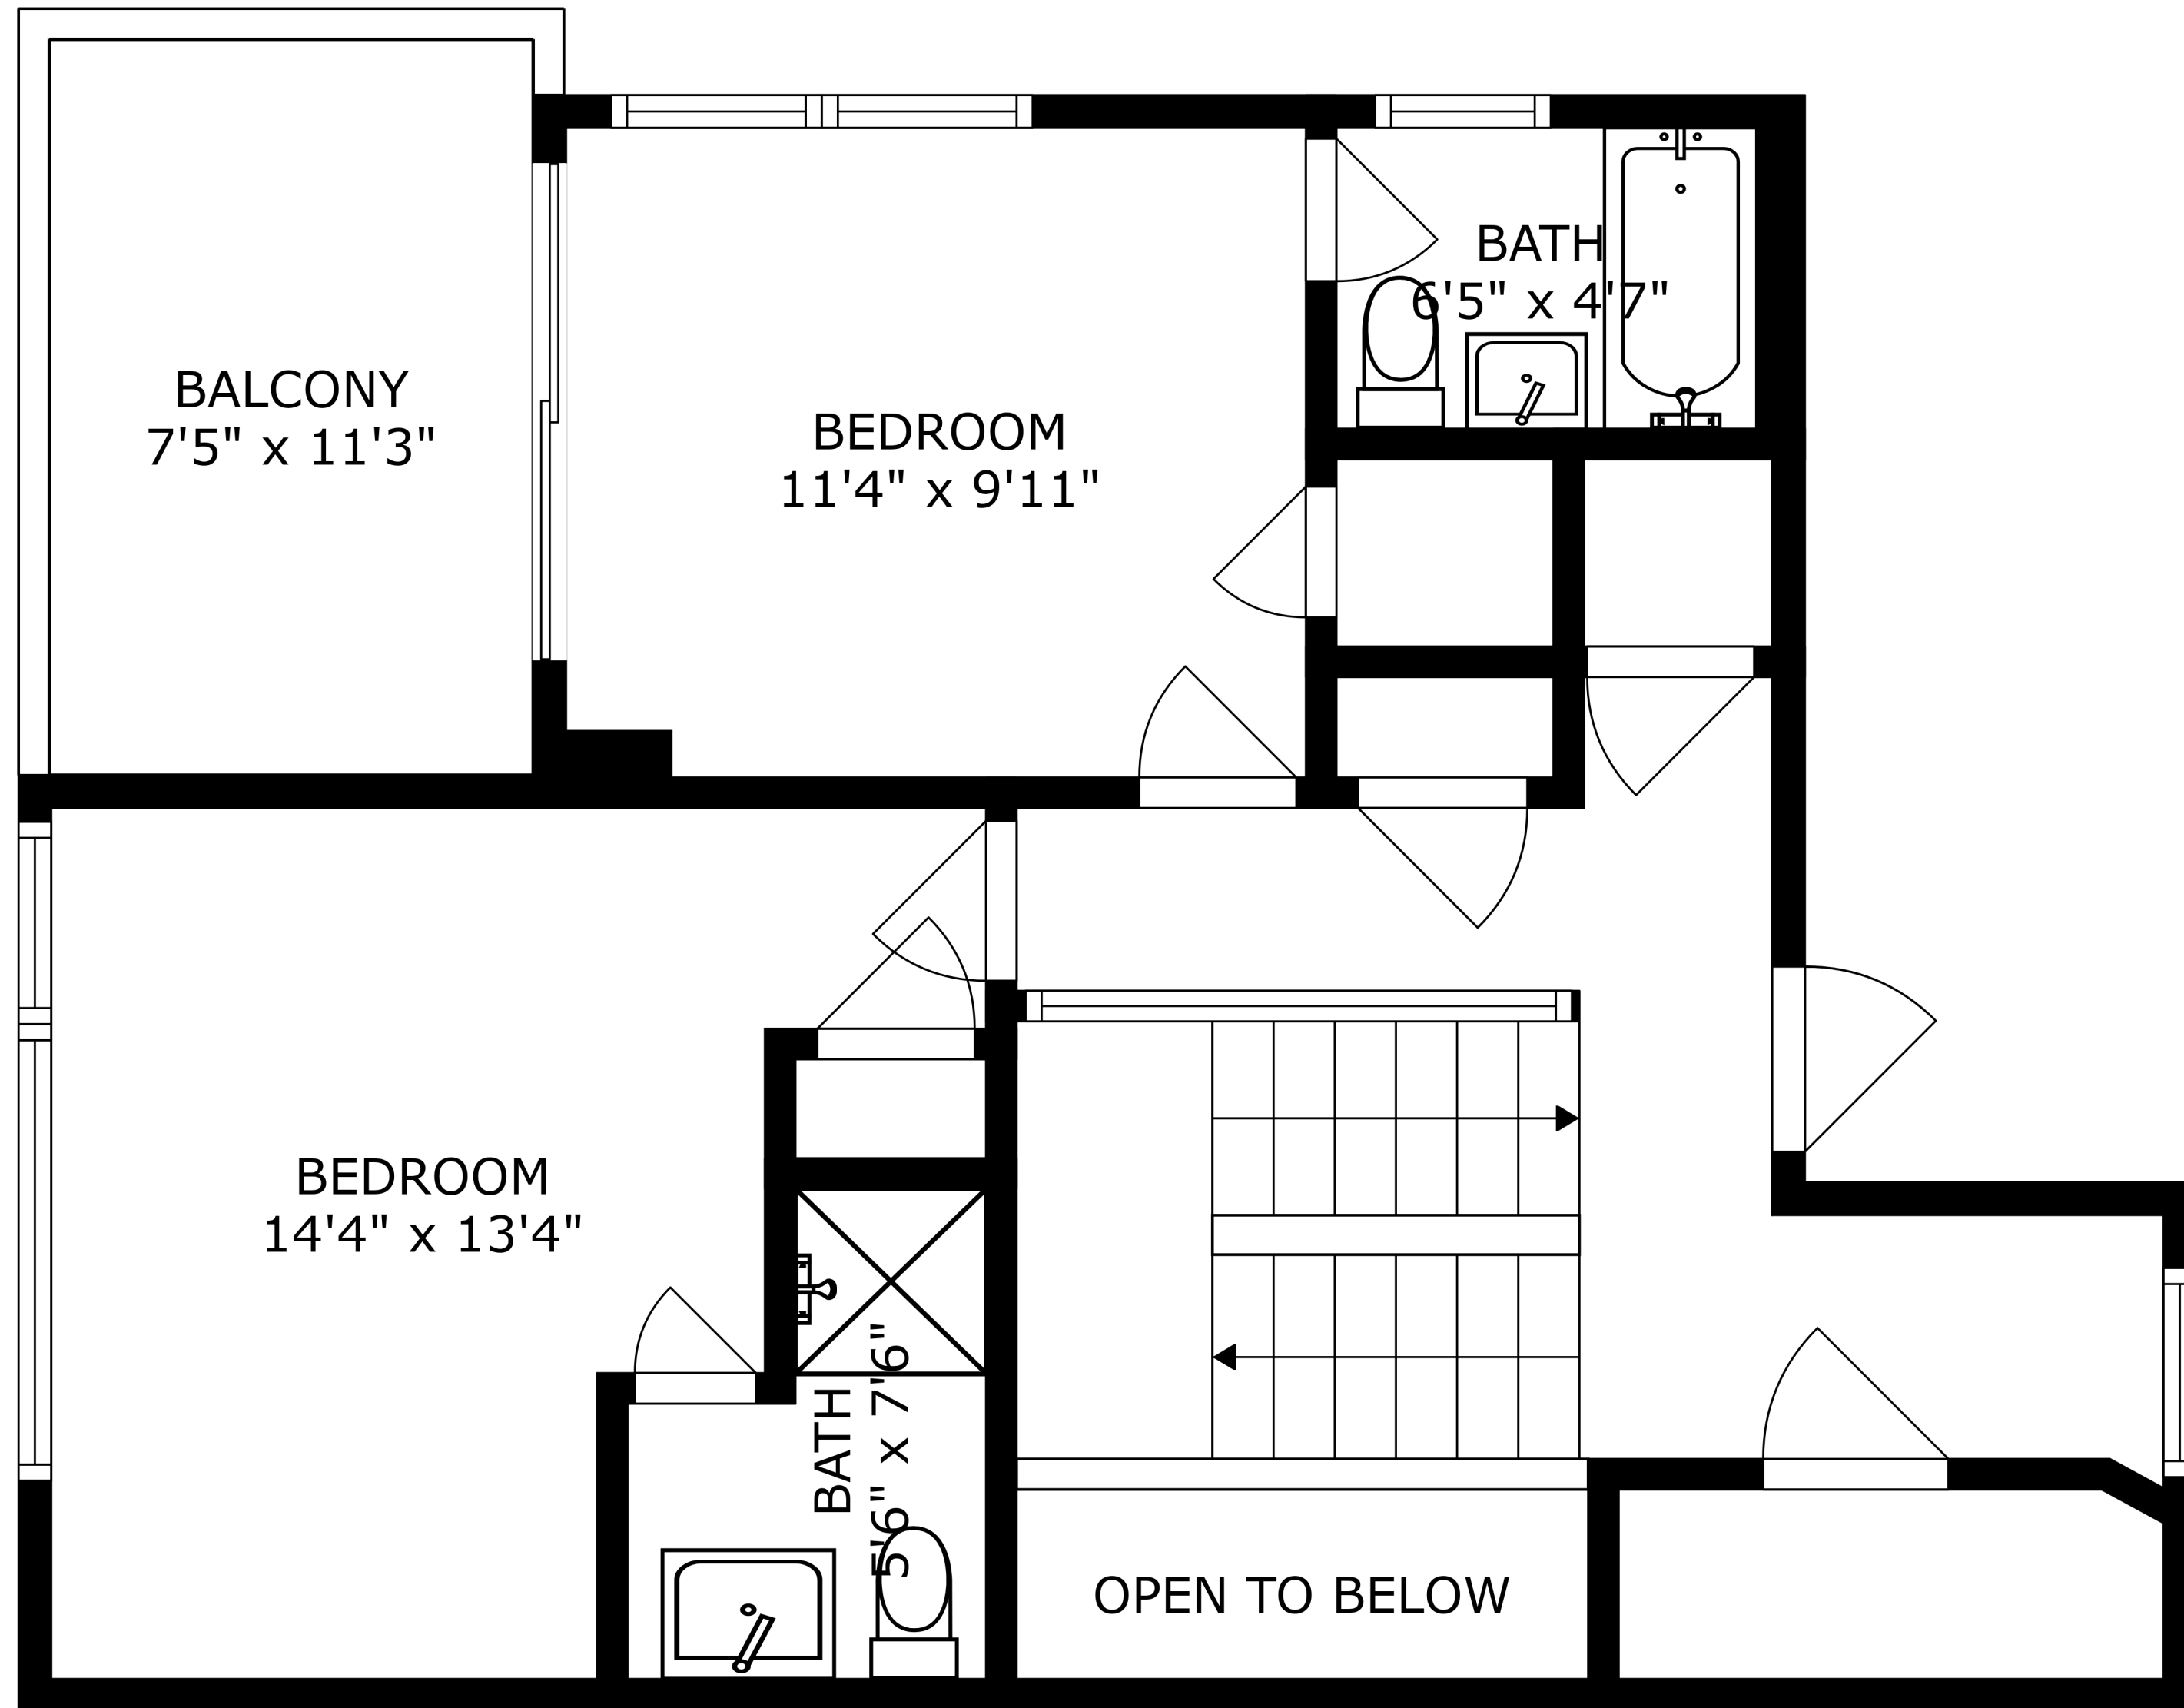 BALCONY
7'5" x 11'3"
BEDROOM
11'4" x 9'11"
BATH
6'5" x 4'7"
BEDROOM
14'4" x 13'4"
BATH
5'6" x 7'6"
OPEN TO BELOW